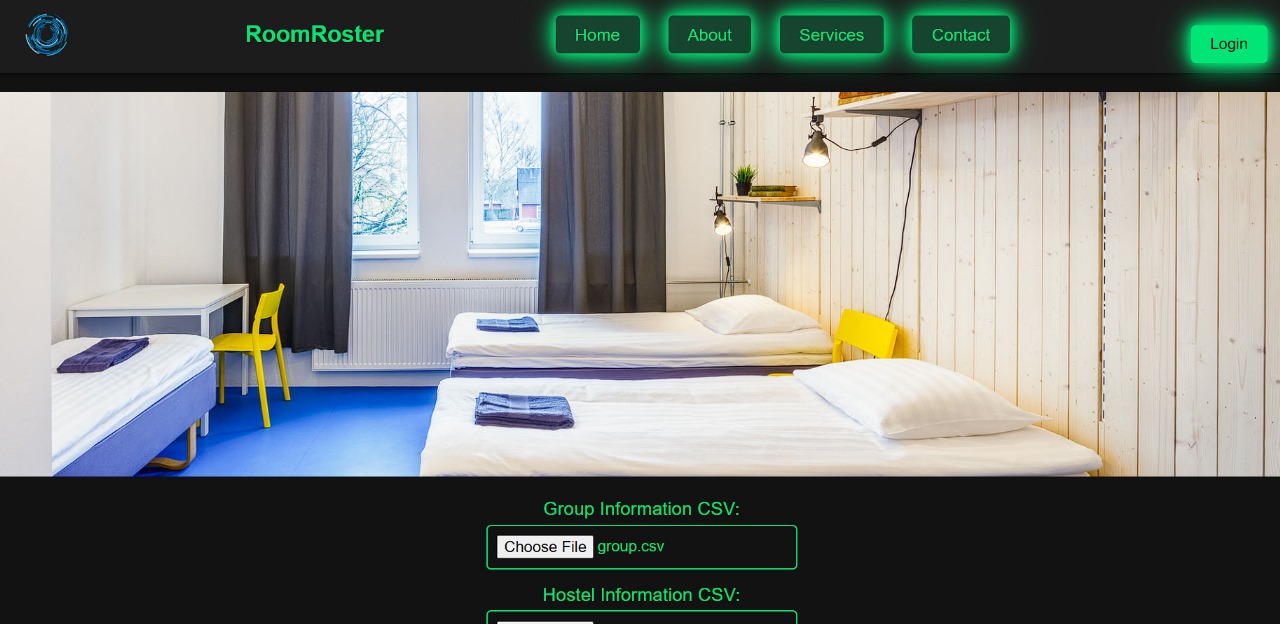 RoomRoster
Home
About
Services
Contact
Login
Group Information CSV:
Choose File group.csv
Hostel Information CSV: